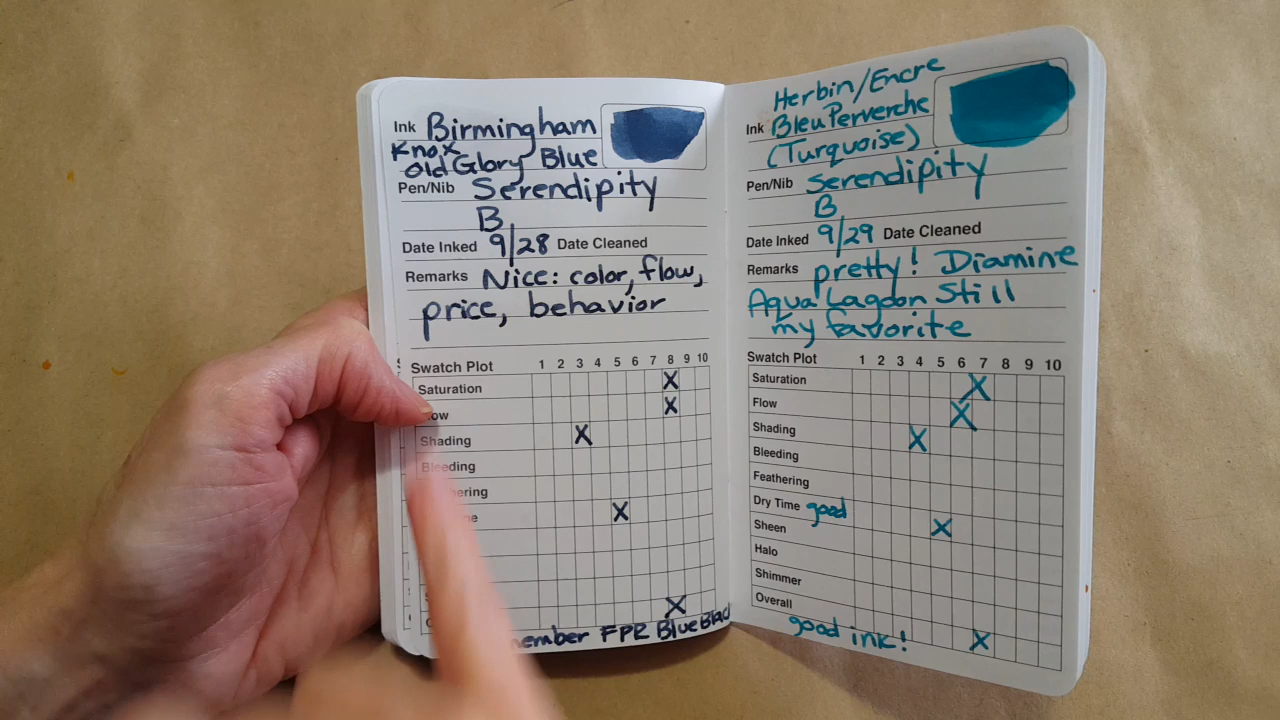 Ink Birmingham
Knox
Old Glory Blue
Pen/Nib Serendipity
B
Date Inked 9/28 Date Cleaned
Remarks Nice: color, flow,
price, behavior
Swatch Plot 1 2 3 4 5 6 7 8 9 10
Saturation X
Flow X
Shading X
Bleeding
X
X
FPR Blue Black
Herbin/Encre
Ink Bleu Perverche
(Turquoise)
Pen/Nib Serendipity
B
Date Inked 9/29 Date Cleaned
Remarks pretty! Diamine
Aqua Lagoon Still
my favorite
Swatch Plot 1 2 3 4 5 6 7 8 9 10
Saturation X
Flow X
Shading X
Bleeding
Feathering
Dry Time good
Sheen X
Halo
Shimmer
Overall X
good ink!